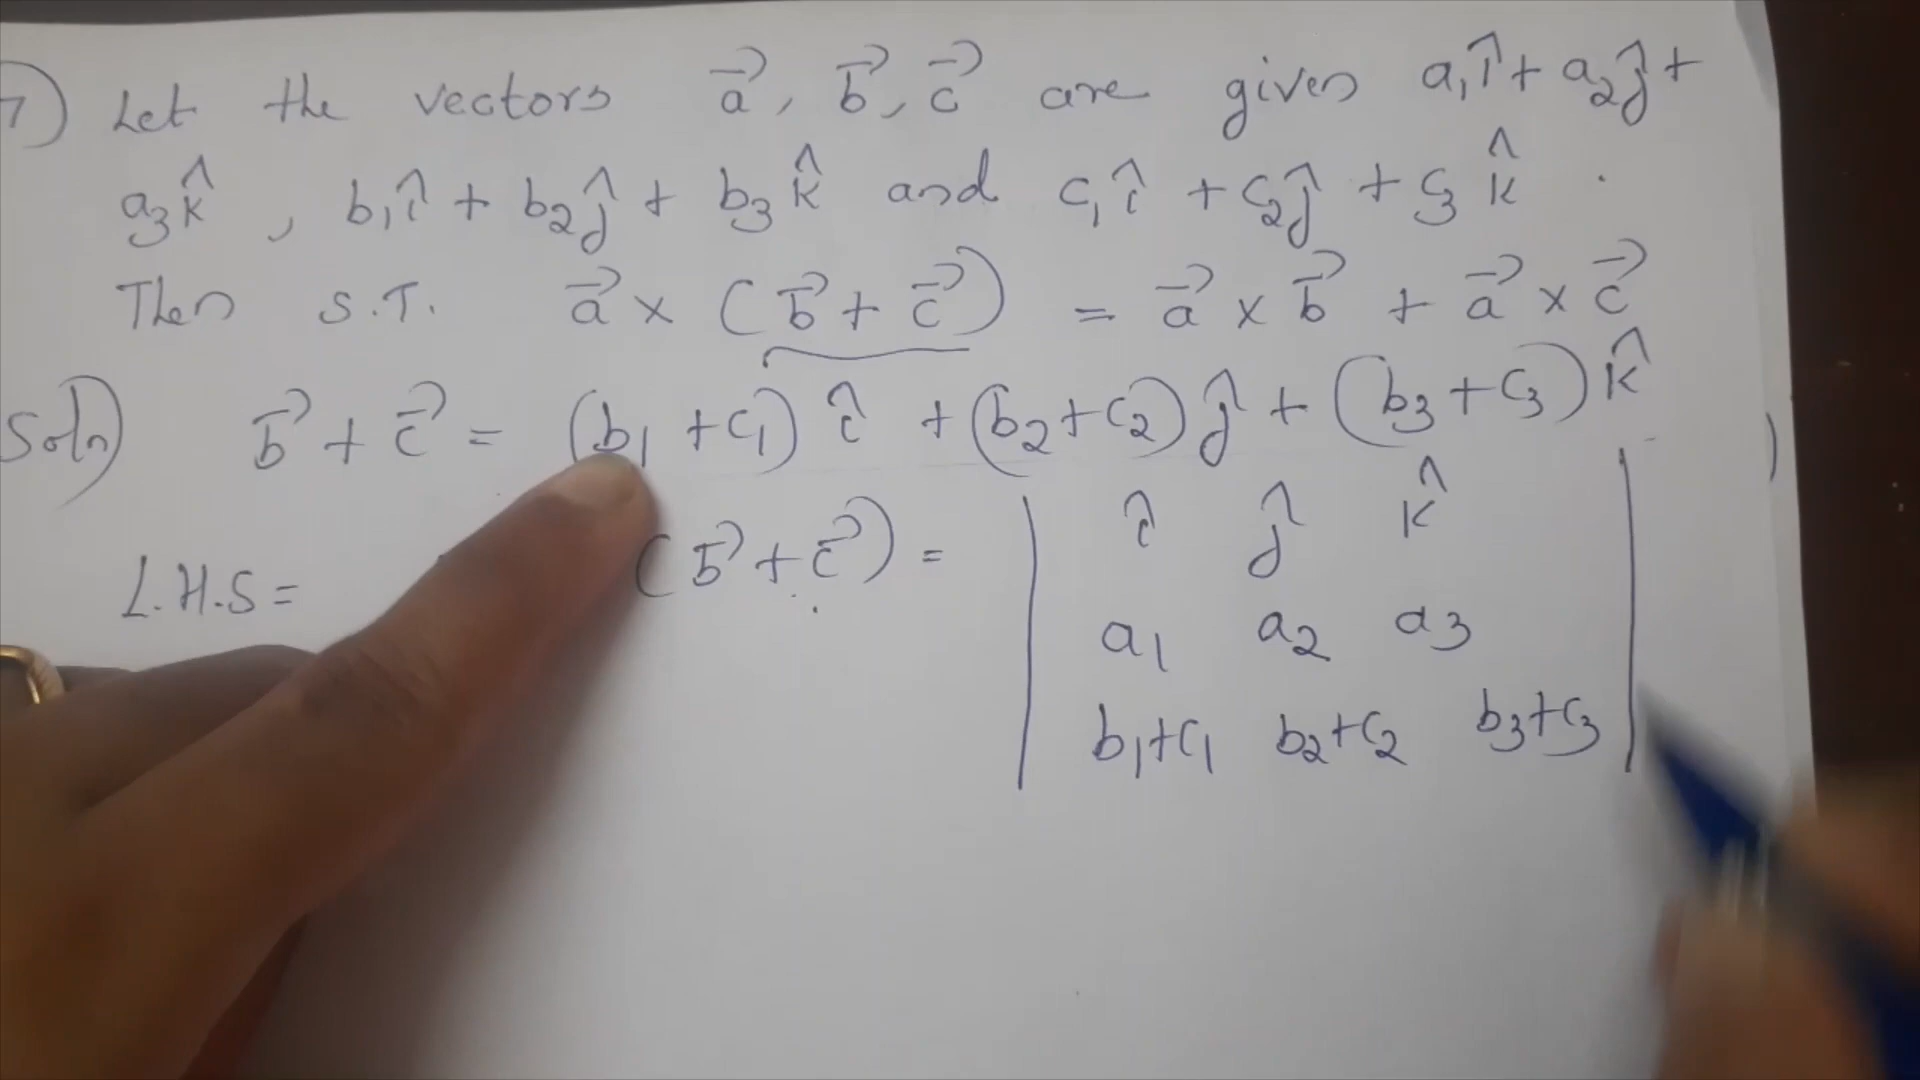 7) Let the vectors a⃗, b⃗, c⃗ are given a₁î + a₂ĵ +
a₃k̂, b₁î + b₂ĵ + b₃k̂ and c₁î + c₂ĵ + c₃k̂.
Then S.T. a⃗ × (b⃗ + c⃗) = a⃗ × b⃗ + a⃗ × c⃗
Soln) b⃗ + c⃗ = (b₁ + c₁)î + (b₂ + c₂)ĵ + (b₃ + c₃)k̂
L.H.S = (b⃗ + c⃗) = | î ĵ k̂ |
a₁ a₂ a₃
b₁+c₁ b₂+c₂ b₃+c₃